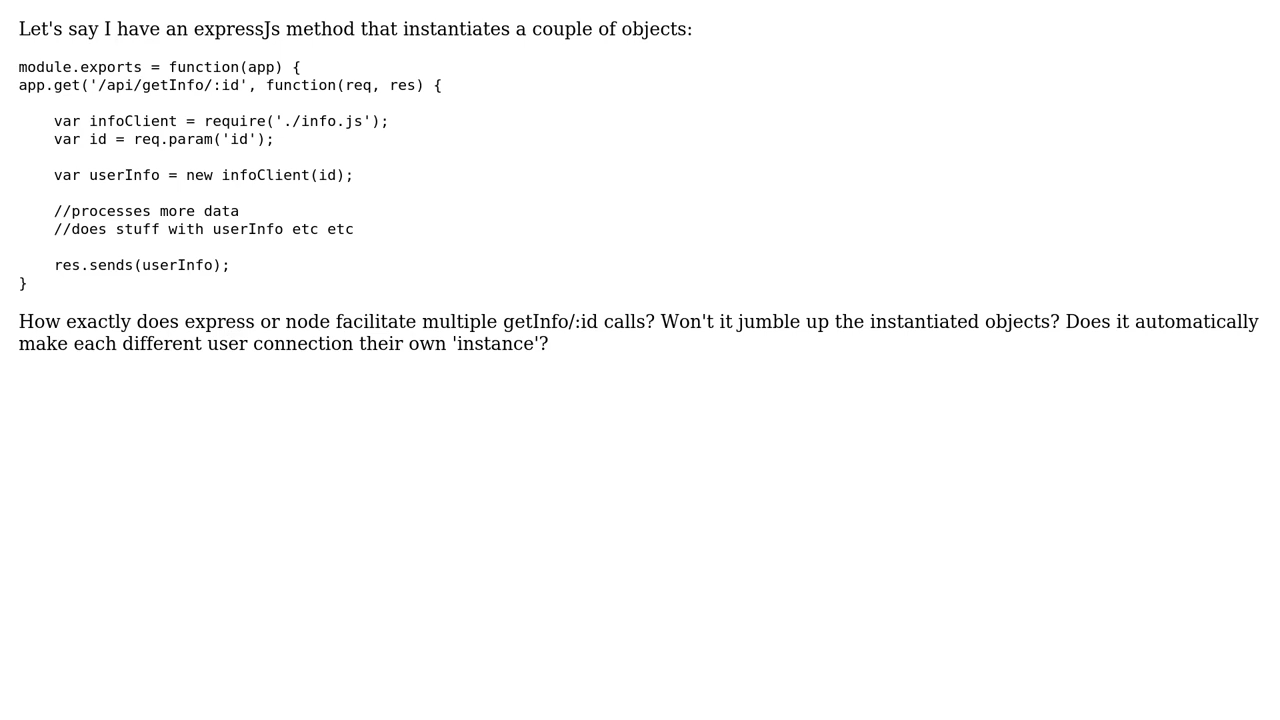 Let's say I have an expressJs method that instantiates a couple of objects:
module.exports = function(app) {
app.get('/api/getInfo/:id', function(req, res) {
    var infoClient = require('./info.js');
    var id = req.param('id');
    var userInfo = new infoClient(id);
    //processes more data
    //does stuff with userInfo etc etc
    res.sends(userInfo);
}
How exactly does express or node facilitate multiple getInfo/:id calls? Won't it jumble up the instantiated objects? Does it automatically
make each different user connection their own 'instance'?